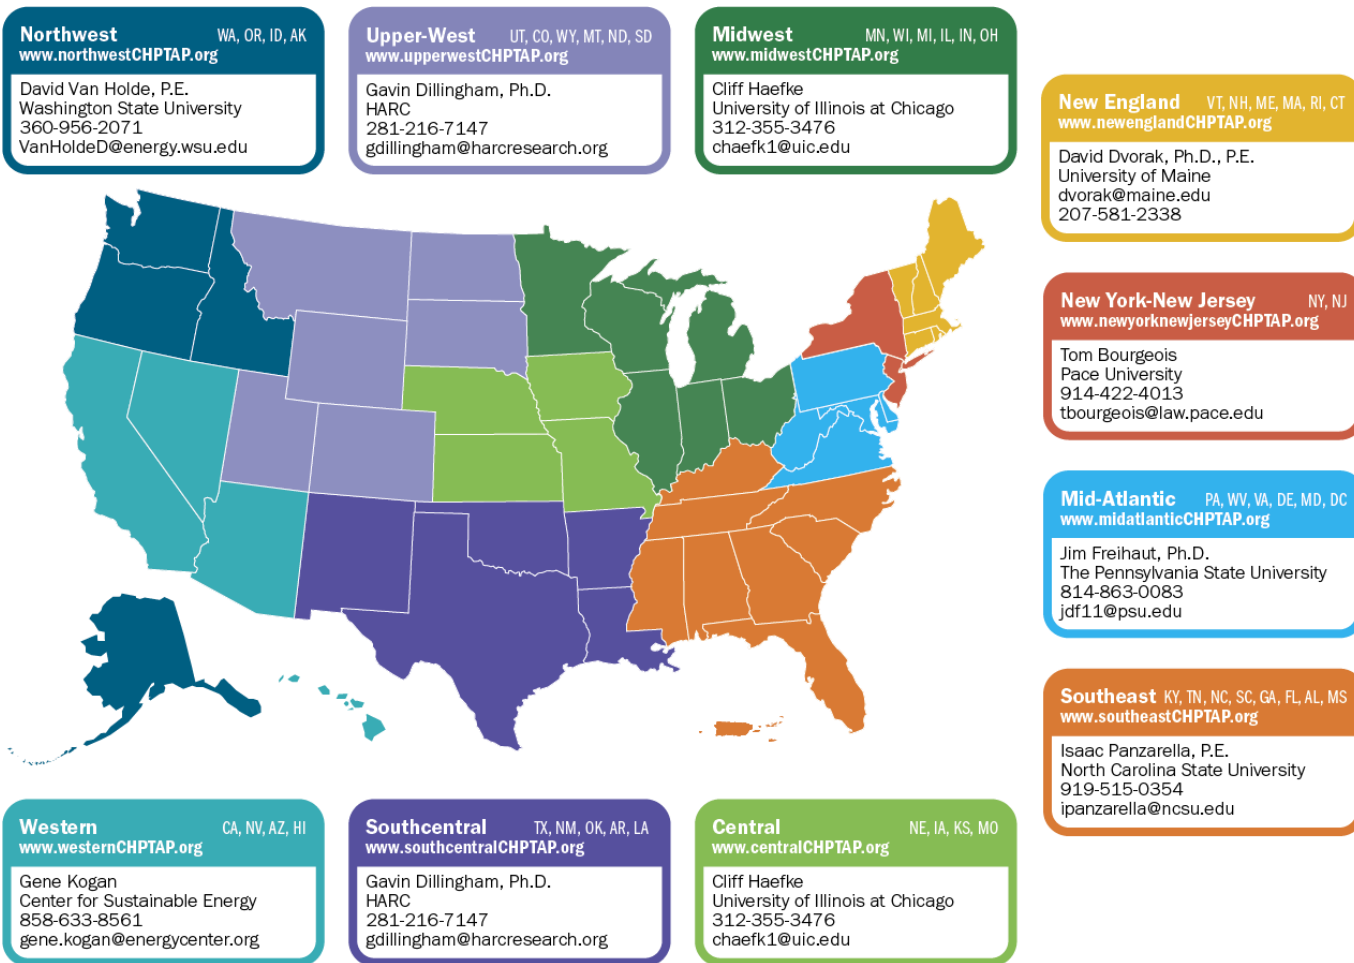 Northwest WA, OR, ID, AK
www.northwestCHPTAP.org
David Van Holde, P.E.
Washington State University
360-956-2071
VanHoldeD@energy.wsu.edu
Upper-West UT, CO, WY, MT, ND, SD
www.upperwestCHPTAP.org
Gavin Dillingham, Ph.D.
HARC
281-216-7147
gdillingham@harcresearch.org
Midwest MN, WI, MI, IL, IN, OH
www.midwestCHPTAP.org
Cliff Haefke
University of Illinois at Chicago
312-355-3476
chaefk1@uic.edu
New England VT, NH, ME, MA, RI, CT
www.newenglandCHPTAP.org
David Dvorak, Ph.D., P.E.
University of Maine
dvorak@maine.edu
207-581-2338
New York-New Jersey NY, NJ
www.newyorknewjerseyCHPTAP.org
Tom Bourgeois
Pace University
914-422-4013
tbourgeois@law.pace.edu
Mid-Atlantic PA, WV, VA, DE, MD, DC
www.midatlanticCHPTAP.org
Jim Freihaut, Ph.D.
The Pennsylvania State University
814-863-0083
jdf11@psu.edu
Southeast KY, TN, NC, SC, GA, FL, AL, MS
www.southeastCHPTAP.org
Isaac Panzarella, P.E.
North Carolina State University
919-515-0354
ipanzarella@ncsu.edu
Western CA, NV, AZ, HI
www.westernCHPTAP.org
Gene Kogan
Center for Sustainable Energy
858-633-8561
gene.kogan@energycenter.org
Southcentral TX, NM, OK, AR, LA
www.southcentralCHPTAP.org
Gavin Dillingham, Ph.D.
HARC
281-216-7147
gdillingham@harcresearch.org
Central NE, IA, KS, MO
www.centralCHPTAP.org
Cliff Haefke
University of Illinois at Chicago
312-355-3476
chaefk1@uic.edu